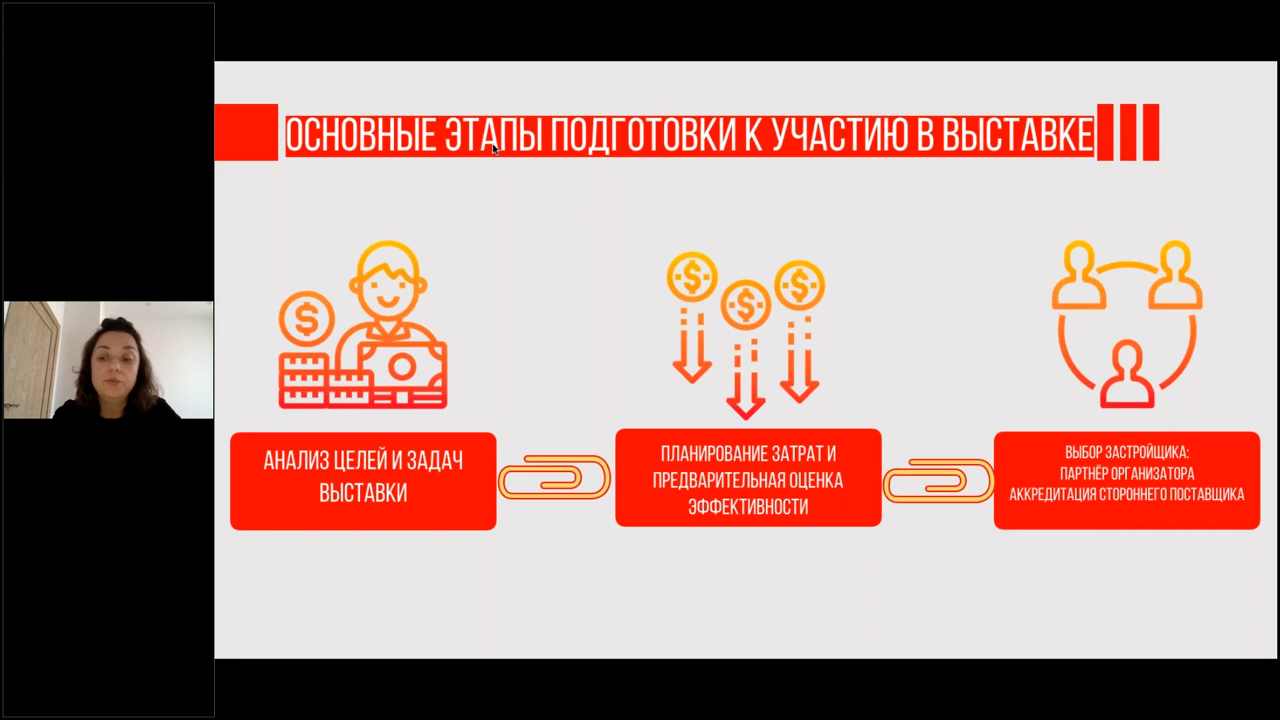 ОСНОВНЫЕ ЭТАПЫ ПОДГОТОВКИ К УЧАСТИЮ В ВЫСТАВКЕ
АНАЛИЗ ЦЕЛЕЙ И ЗАДАЧ
ВЫСТАВКИ
ПЛАНИРОВАНИЕ ЗАТРАТ И
ПРЕДВАРИТЕЛЬНАЯ ОЦЕНКА
ЭФФЕКТИВНОСТИ
ВЫБОР ЗАСТРОЙЩИКА:
ПАРТНЁР ОРГАНИЗАТОРА
АККРЕДИТАЦИЯ СТОРОННЕГО ПОСТАВЩИКА